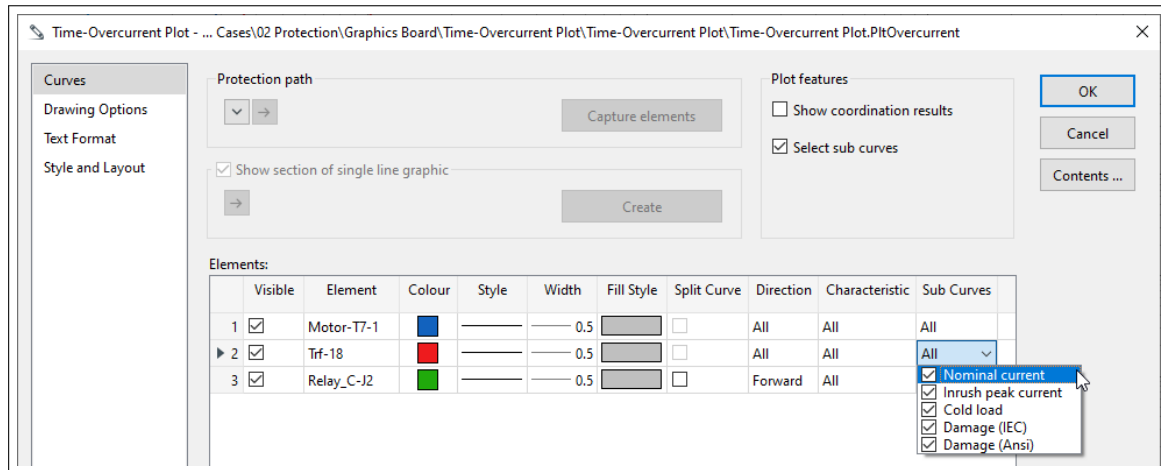 Time-Overcurrent Plot - ... Cases\02 Protection\Graphics Board\Time-Overcurrent Plot\Time-Overcurrent Plot\Time-Overcurrent Plot.PltOvercurrent
Curves
Drawing Options
Text Format
Style and Layout
Protection path
Capture elements
Show section of single line graphic
Create
Plot features
Show coordination results
Select sub curves
OK
Cancel
Contents ...
Elements:
Visible Element Colour Style Width Fill Style Split Curve Direction Characteristic Sub Curves
1 Motor-T7-1 0.5 All All All
2 Trf-18 0.5 All All All
3 Relay_C-J2 0.5 Forward All
Nominal current
Inrush peak current
Cold load
Damage (IEC)
Damage (Ansi)